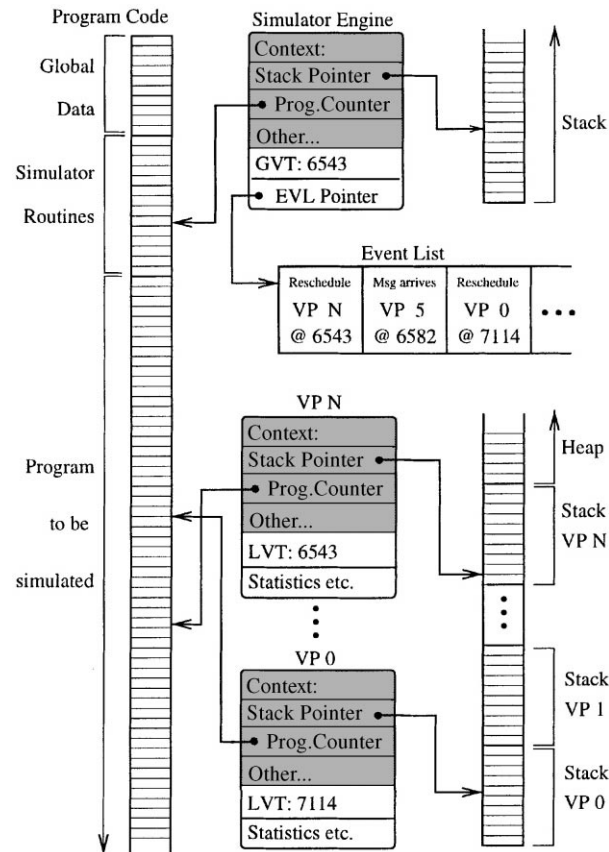 Program Code
Global
Data
Simulator
Routines
Program
to be
simulated
Simulator Engine
Context:
Stack Pointer
Prog.Counter
Other...
GVT: 6543
EVL Pointer
Stack
Event List
Reschedule
VP N
@ 6543
Msg arrives
VP 5
@ 6582
Reschedule
VP 0
@ 7114
VP N
Context:
Stack Pointer
Prog.Counter
Other...
LVT: 6543
Statistics etc.
VP 0
Context:
Stack Pointer
Prog.Counter
Other...
LVT: 7114
Statistics etc.
Heap
Stack
VP N
Stack
VP 1
Stack
VP 0